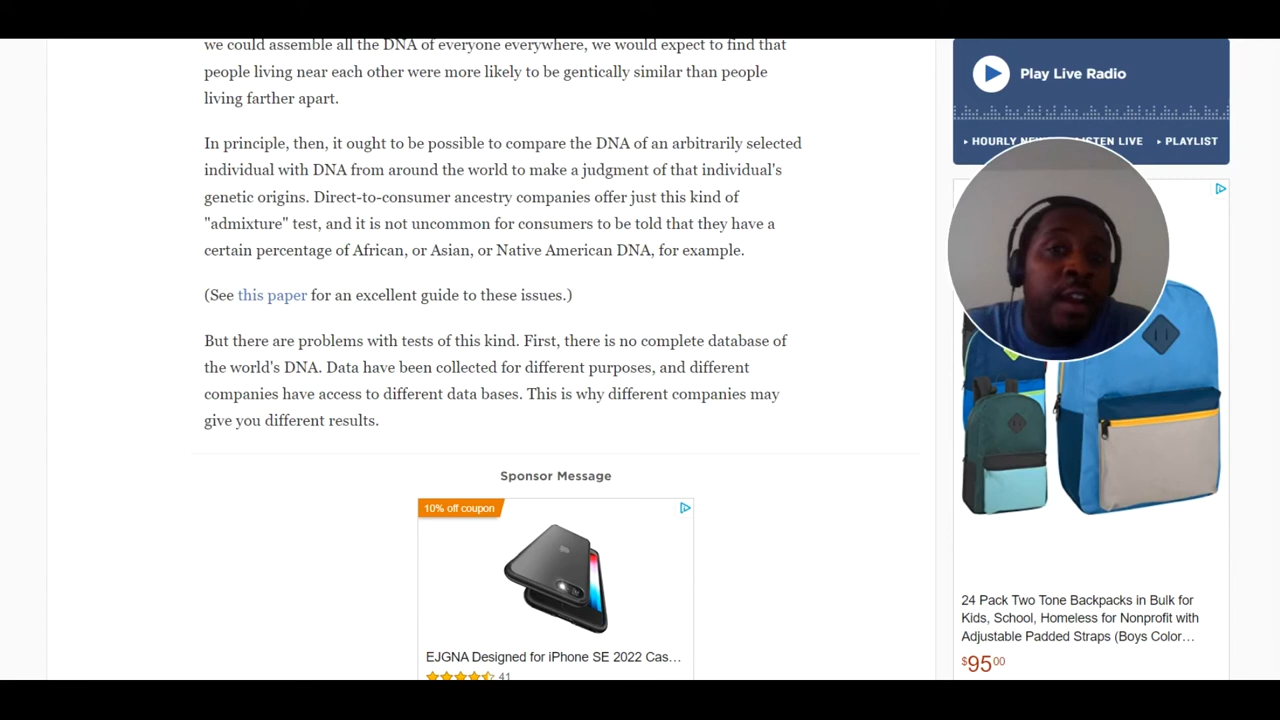 we could assemble all the DNA of everyone everywhere, we would expect to find that
people living near each other were more likely to be gentically similar than people
living farther apart.
In principle, then, it ought to be possible to compare the DNA of an arbitrarily selected
individual with DNA from around the world to make a judgment of that individual's
genetic origins. Direct-to-consumer ancestry companies offer just this kind of
"admixture" test, and it is not uncommon for consumers to be told that they have a
certain percentage of African, or Asian, or Native American DNA, for example.
(See this paper for an excellent guide to these issues.)
But there are problems with tests of this kind. First, there is no complete database of
the world's DNA. Data have been collected for different purposes, and different
companies have access to different data bases. This is why different companies may
give you different results.
Sponsor Message
10% off coupon
EJGNA Designed for iPhone SE 2022 Cas...
41
Play Live Radio
HOURLY LIVE PLAYLIST
24 Pack Two Tone Backpacks in Bulk for
Kids, School, Homeless for Nonprofit with
Adjustable Padded Straps (Boys Color...
$9500